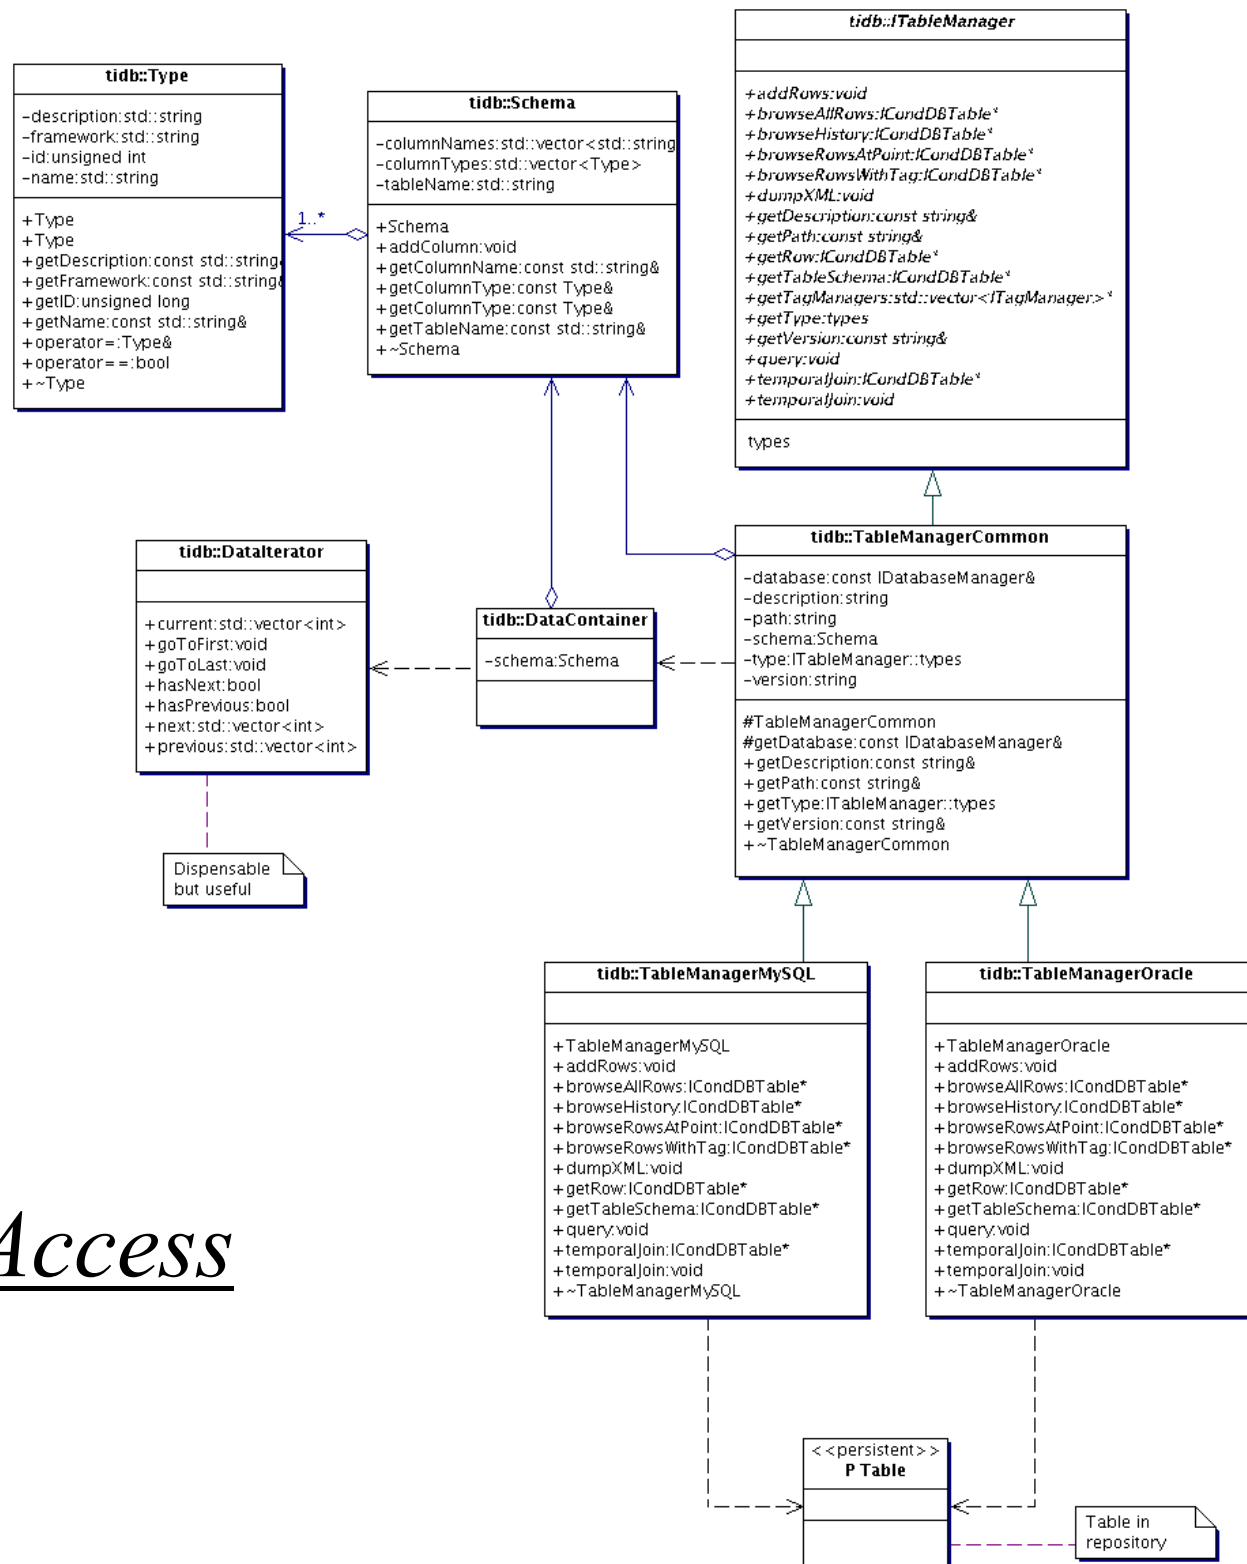 tidb::Type
-description:std::string
-framework:std::string
-id:unsigned int
-name:std::string
+Type
+Type
+getDescription:const std::string&
+getFramework:const std::string&
+getID:unsigned long
+getName:const std::string&
+operator=:Type&
+operator==:bool
+~Type
1..*
tidb::Schema
-columnNames:std::vector<std::string
-columnTypes:std::vector<Type>
-tableName:std::string
+Schema
+addColumn:void
+getColumnName:const std::string&
+getColumnType:const Type&
+getColumnType:const Type&
+getTableName:const std::string&
+~Schema
tidb::ITableManager
+addRows:void
+browseAllRows:ICondDBTable*
+browseHistory:ICondDBTable*
+browseRowsAtPoint:ICondDBTable*
+browseRowsWithTag:ICondDBTable*
+dumpXML:void
+getDescription:const string&
+getPath:const string&
+getRow:ICondDBTable*
+getTableSchema:ICondDBTable*
+getTagManagers:std::vector<ITagManager>*
+getType:types
+getVersion:const string&
+query:void
+temporalJoin:ICondDBTable*
+temporalJoin:void
types
tidb::DataIterator
+current:std::vector<int>
+goToFirst:void
+goToLast:void
+hasNext:bool
+hasPrevious:bool
+next:std::vector<int>
+previous:std::vector<int>
Dispensable
but useful
tidb::DataContainer
-schema:Schema
tidb::TableManagerCommon
-database:const IDatabaseManager&
-description:string
-path:string
-schema:Schema
-type:ITableManager::types
-version:string
#TableManagerCommon
#getDatabase:const IDatabaseManager&
+getDescription:const string&
+getPath:const string&
+getType:ITableManager::types
+getVersion:const string&
+~TableManagerCommon
tidb::TableManagerMySQL
+TableManagerMySQL
+addRows:void
+browseAllRows:ICondDBTable*
+browseHistory:ICondDBTable*
+browseRowsAtPoint:ICondDBTable*
+browseRowsWithTag:ICondDBTable*
+dumpXML:void
+getRow:ICondDBTable*
+getTableSchema:ICondDBTable*
+query:void
+temporalJoin:ICondDBTable*
+temporalJoin:void
+~TableManagerMySQL
tidb::TableManagerOracle
+TableManagerOracle
+addRows:void
+browseAllRows:ICondDBTable*
+browseHistory:ICondDBTable*
+browseRowsAtPoint:ICondDBTable*
+browseRowsWithTag:ICondDBTable*
+dumpXML:void
+getRow:ICondDBTable*
+getTableSchema:ICondDBTable*
+query:void
+temporalJoin:ICondDBTable*
+temporalJoin:void
+~TableManagerOracle
Access
<<persistent>>
P Table
Table in
repository